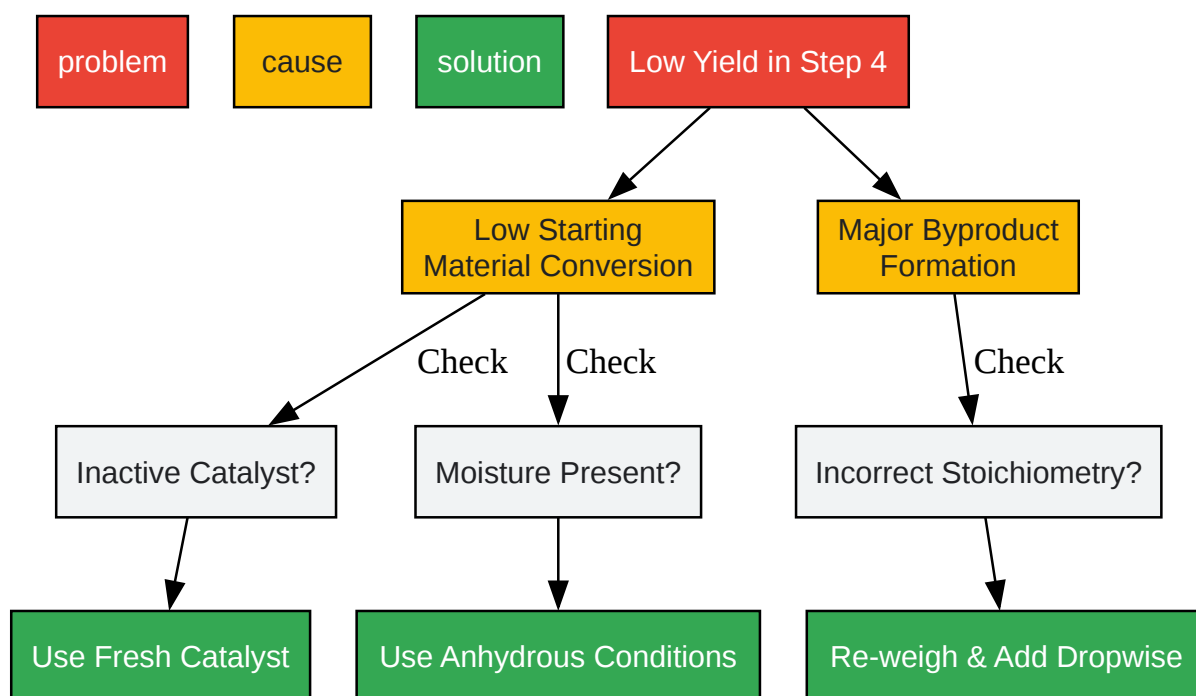 problem
cause
solution
Low Yield in Step 4
Low Starting
Material Conversion
Major Byproduct
Formation
Check
Check
Check
Inactive Catalyst?
Moisture Present?
Incorrect Stoichiometry?
Use Fresh Catalyst
Use Anhydrous Conditions
Re-weigh & Add Dropwise